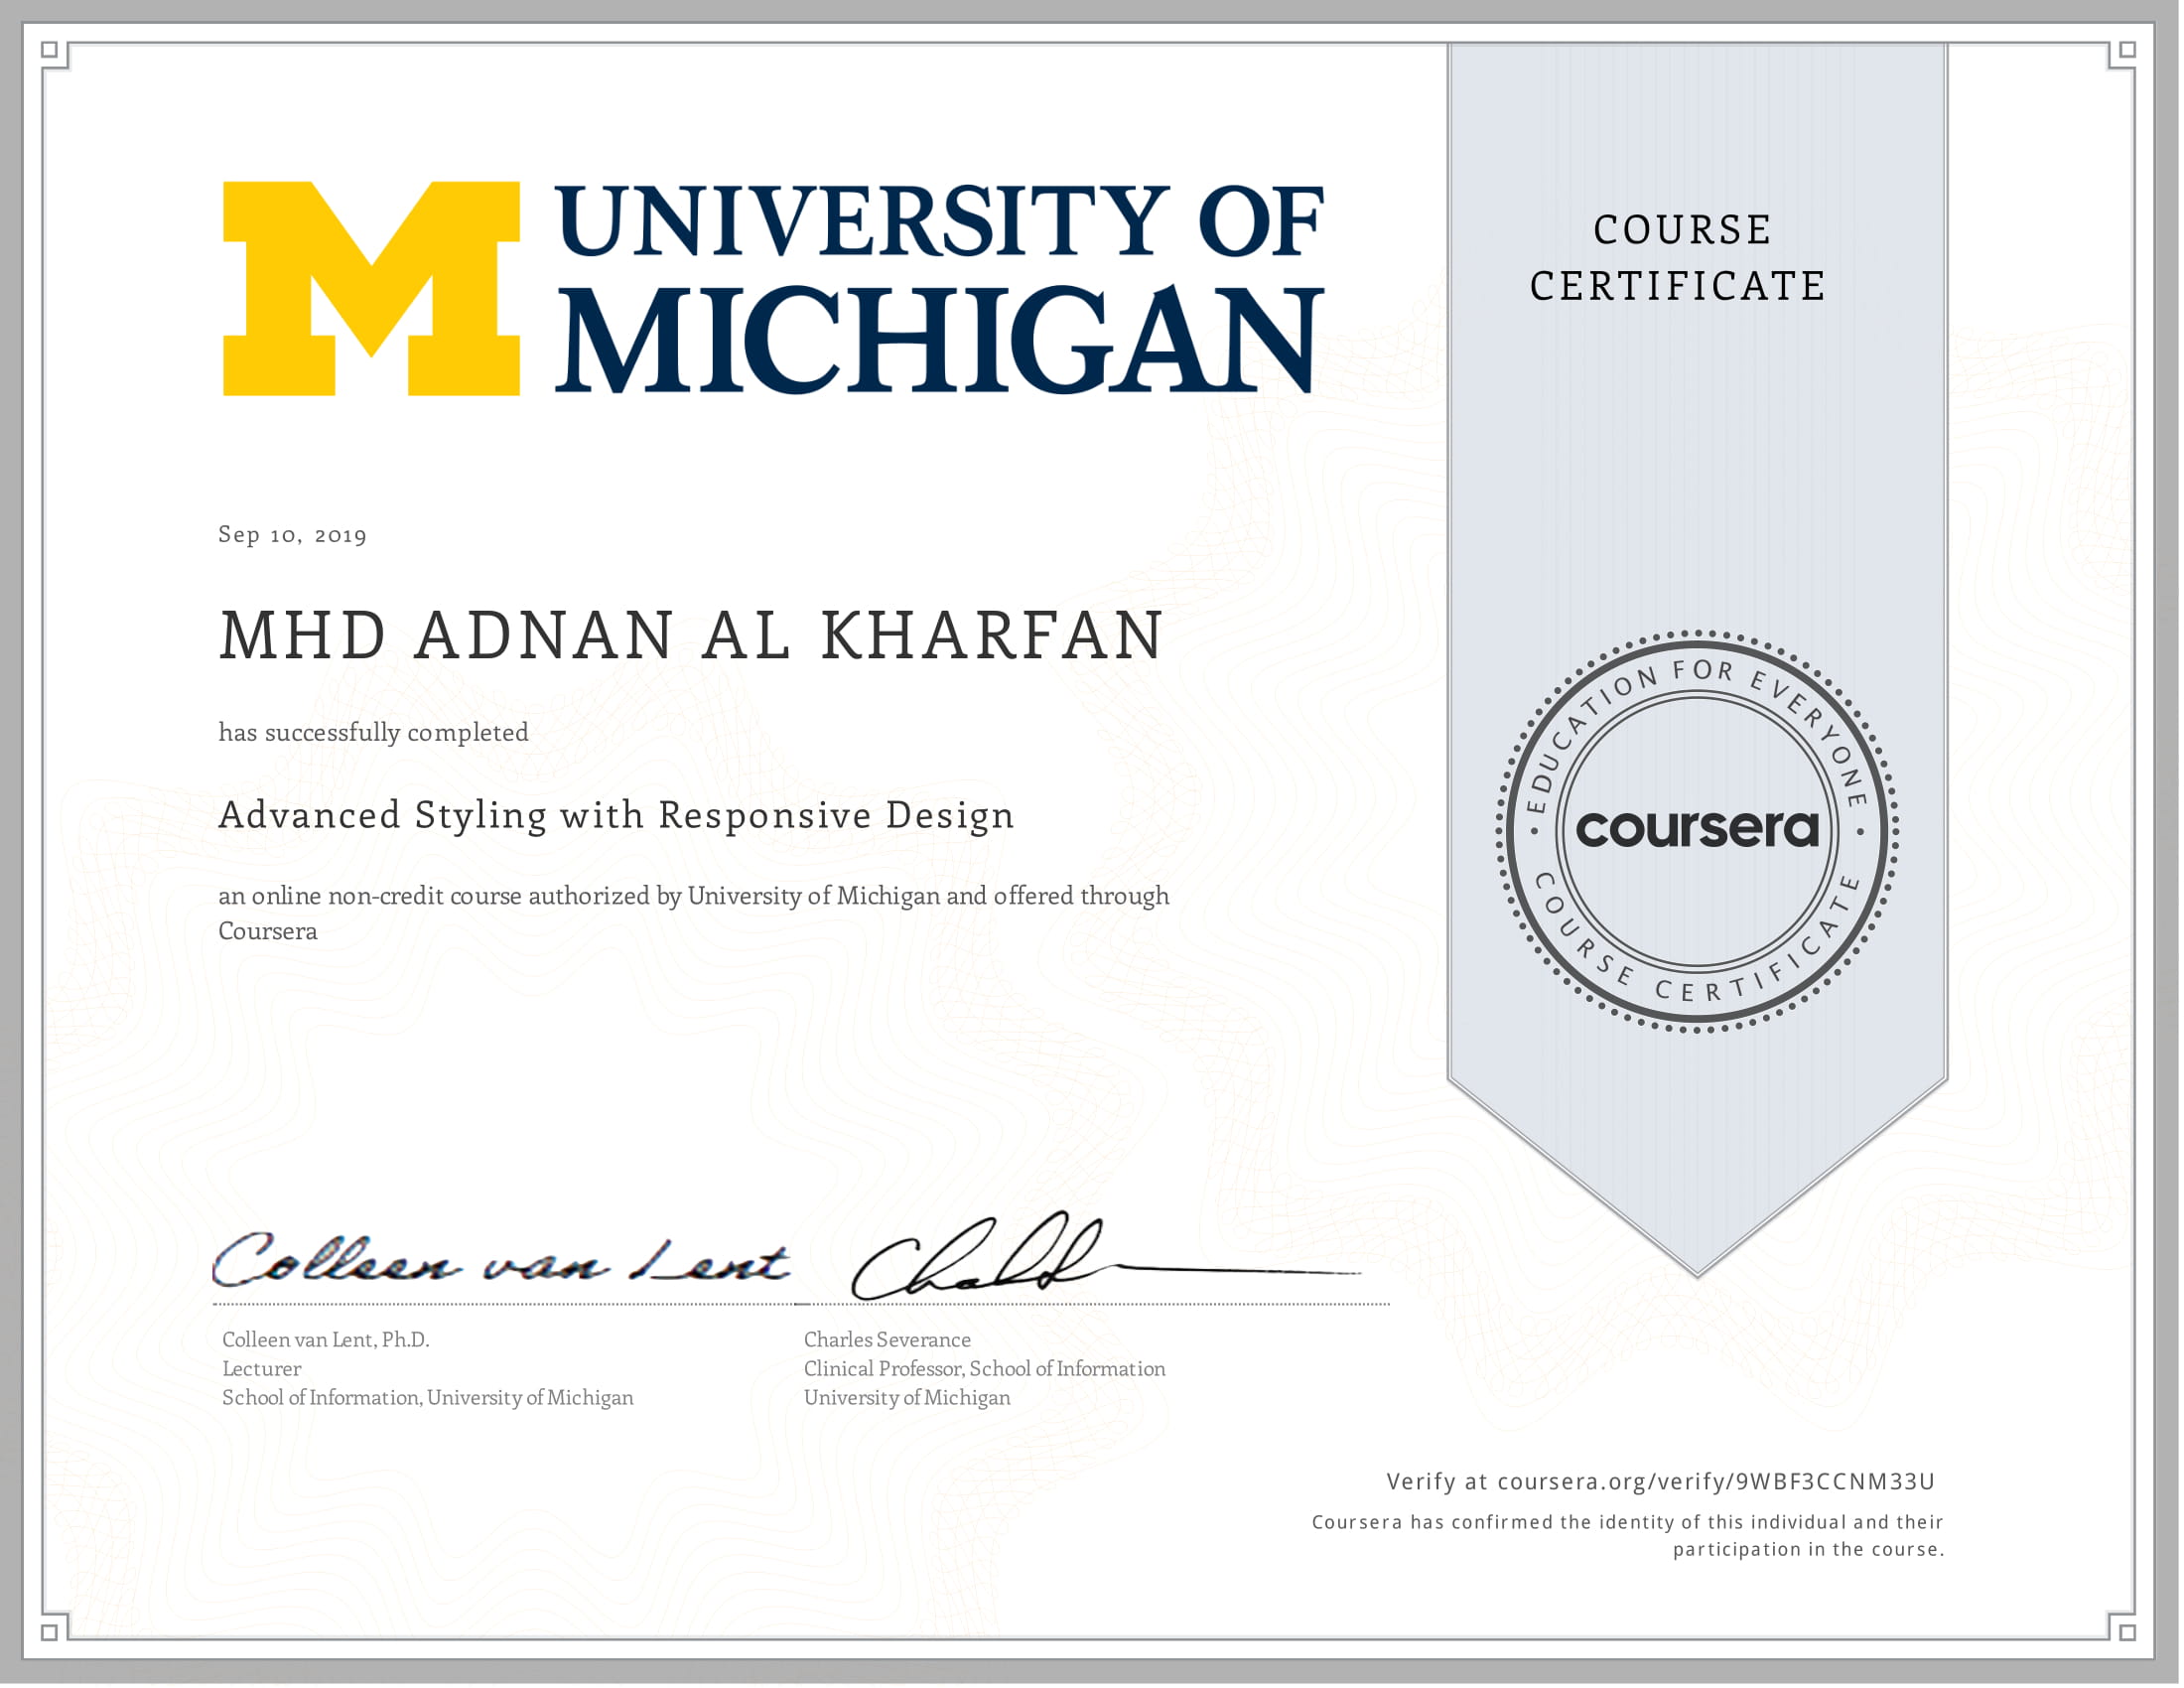 UNIVERSITY OF
MICHIGAN
COURSE
CERTIFICATE
Sep 10, 2019
MHD ADNAN AL KHARFAN
has successfully completed
Advanced Styling with Responsive Design
an online non-credit course authorized by University of Michigan and offered through
Coursera
EDUCATION FOR EVERYONE
coursera
COURSE CERTIFICATE
Colleen van Lent
Colleen van Lent, Ph.D.
Lecturer
School of Information, University of Michigan
Charles Severance
Clinical Professor, School of Information
University of Michigan
Verify at coursera.org/verify/9WBF3CCNM33U
Coursera has confirmed the identity of this individual and their
participation in the course.